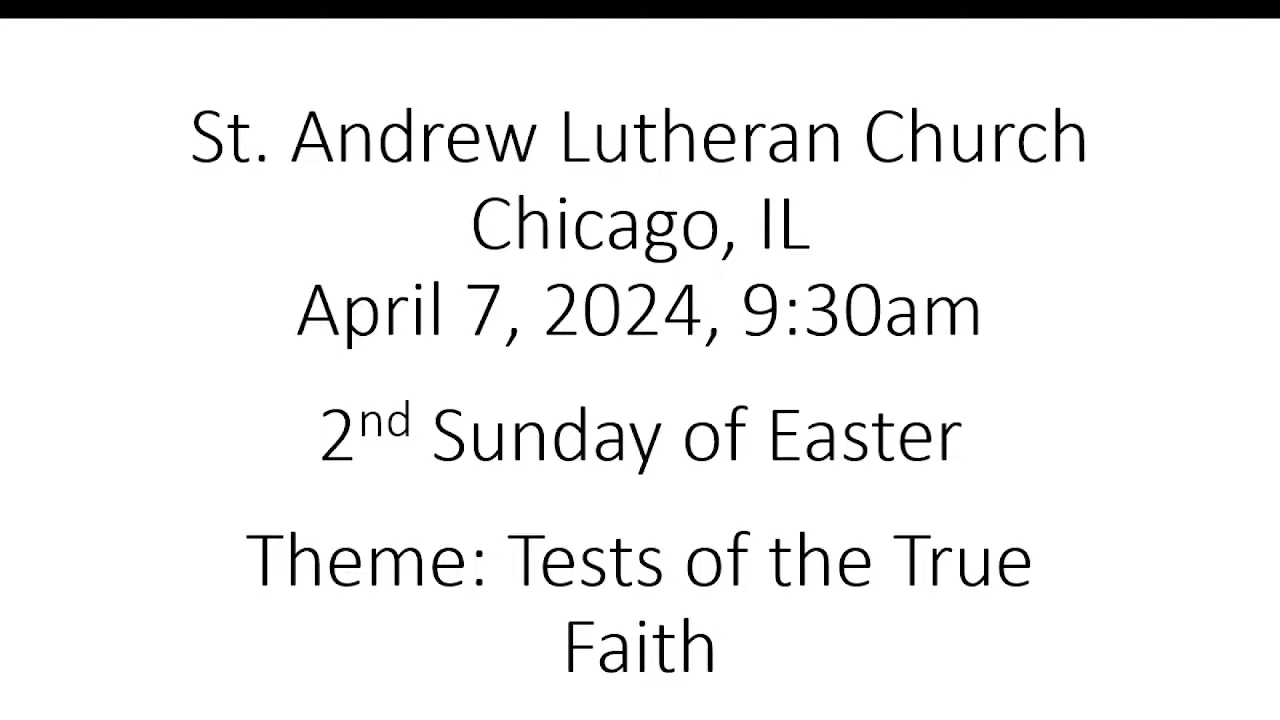 St. Andrew Lutheran Church
Chicago, IL
April 7, 2024, 9:30am
2nd Sunday of Easter
Theme: Tests of the True
Faith